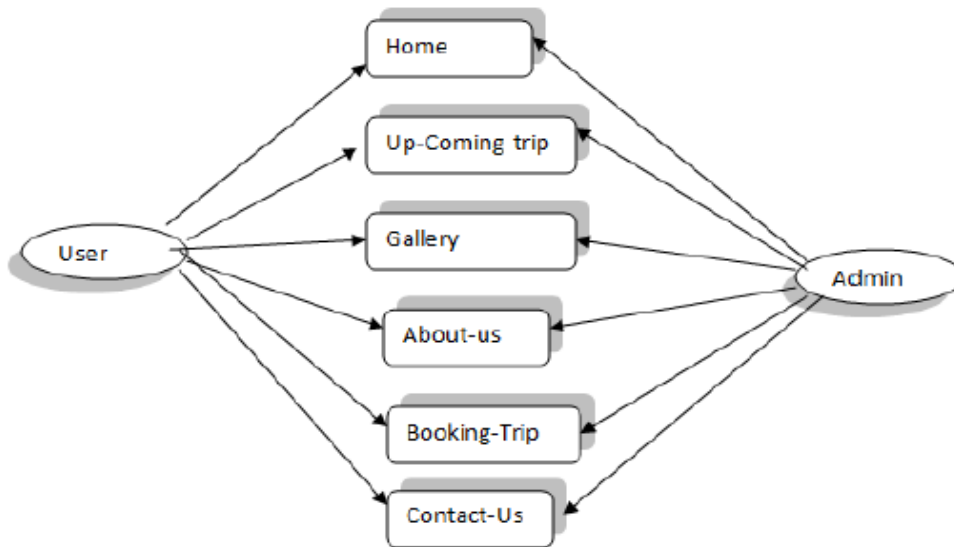 Home
Up-Coming trip
Gallery
User
Admin
About-us
Booking-Trip
Contact-Us